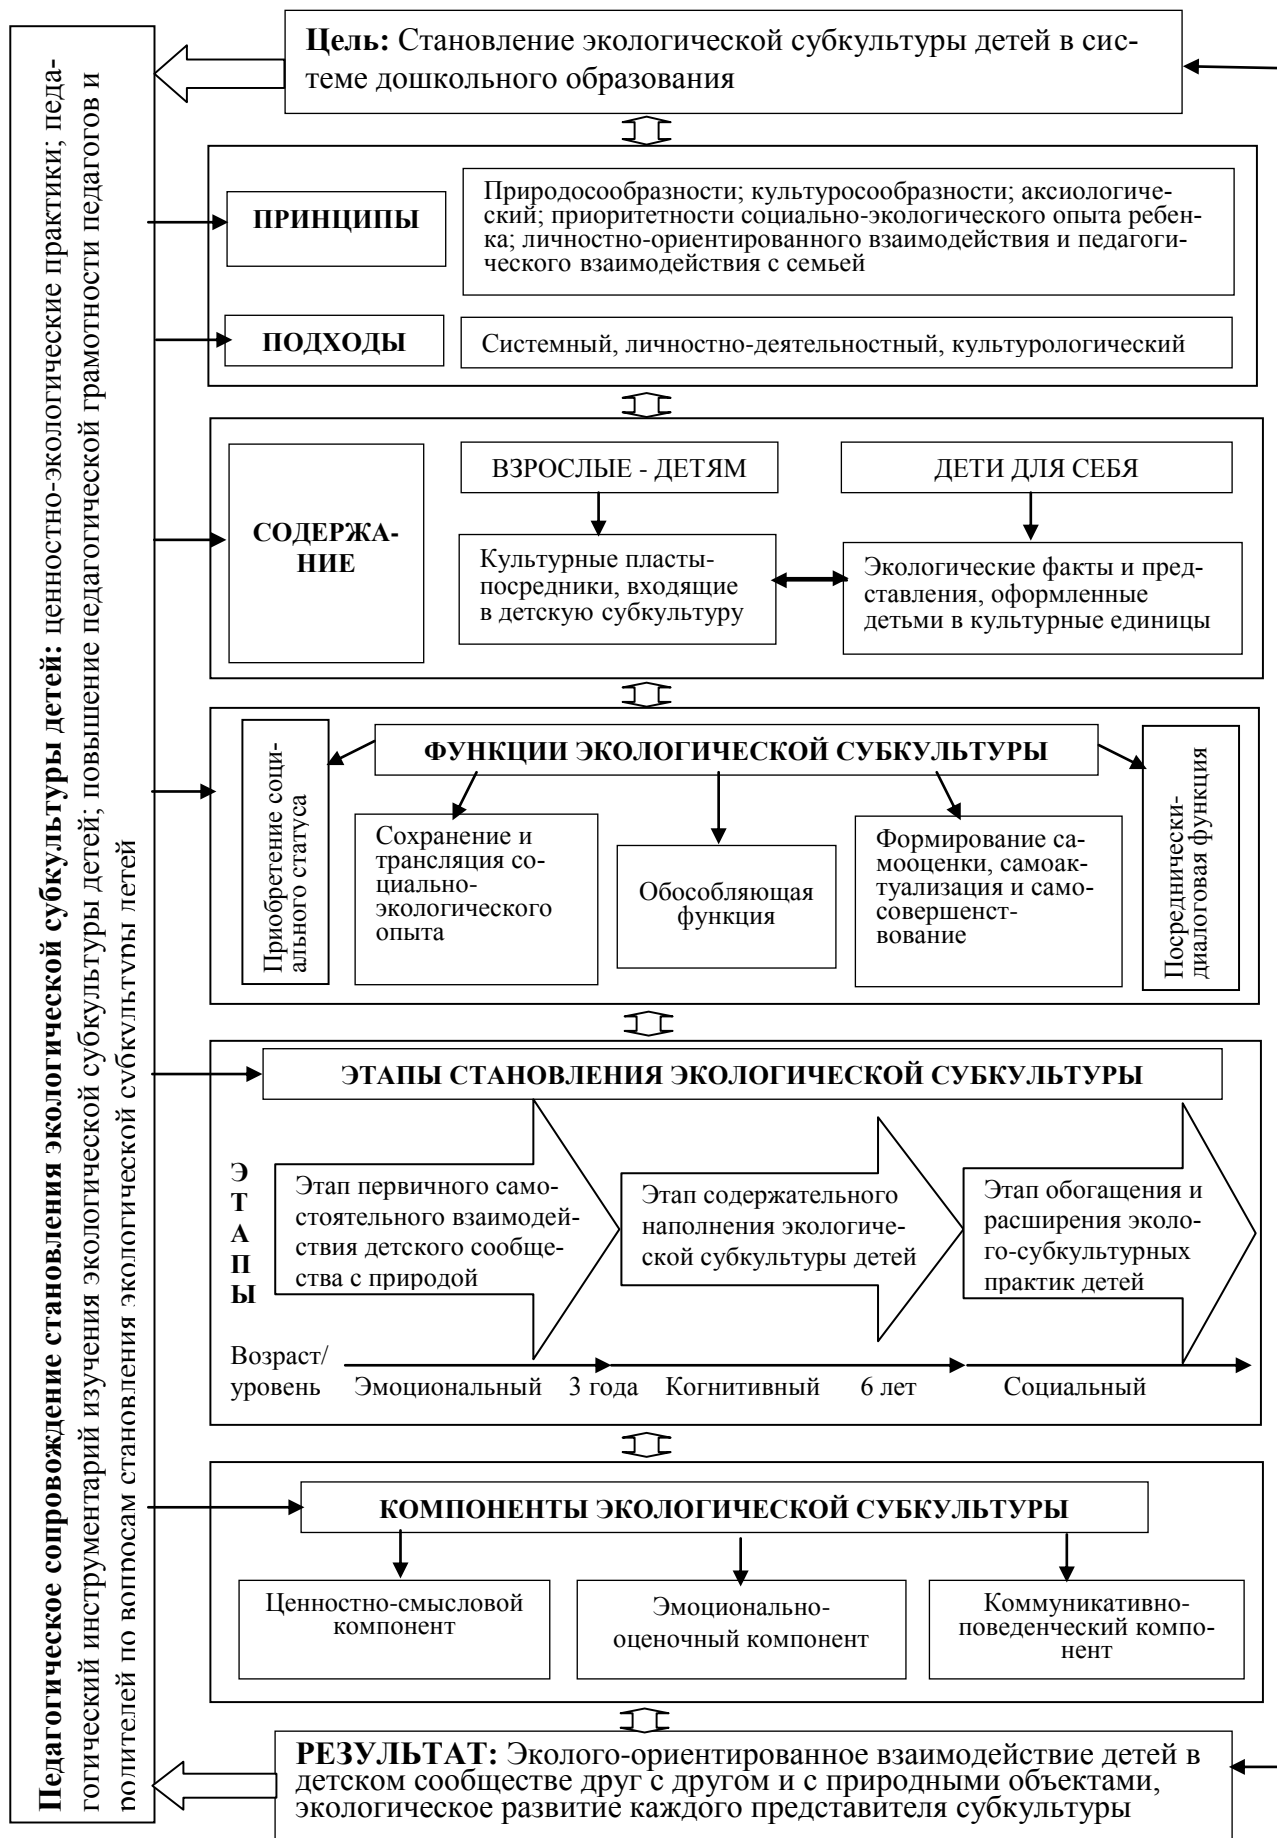 Цель: Становление экологической субкультуры детей в сис-
теме дошкольного образования
Педагогическое сопровождение становления экологической субкультуры детей: ценностно-экологические практики; педа-
гогический инструментарий изучения экологической субкультуры детей; повышение педагогической грамотности педагогов и
родителей по вопросам становления экологической субкультуры детей
ПРИНЦИПЫ
Природосообразности; культуросообразности; аксиологиче-
ский; приоритетности социально-экологического опыта ребен-
ка; личностно-ориентированного взаимодействия и педагоги-
ческого взаимодействия с семьей
ПОДХОДЫ
Системный, личностно-деятельностный, культурологический
СОДЕРЖА-
НИЕ
ВЗРОСЛЫЕ - ДЕТЯМ
ДЕТИ ДЛЯ СЕБЯ
Культурные пласты-
посредники, входящие
в детскую субкультуру
Экологические факты и пред-
ставления, оформленные
детьми в культурные единицы
ФУНКЦИИ ЭКОЛОГИЧЕСКОЙ СУБКУЛЬТУРЫ
Приобретение соци-
ального статуса
Сохранение и
трансляция со-
циально-
экологического
опыта
Обособляющая
функция
Формирование са-
мооценки, самоак-
туализация и само-
совершенст-
вование
Посреднически-
диалоговая функция
ЭТАПЫ СТАНОВЛЕНИЯ ЭКОЛОГИЧЕСКОЙ СУБКУЛЬТУРЫ
Э
Т
А
П
Ы
Этап первичного само-
стоятельного взаимодей-
ствия детского сообще-
ства с природой
Этап содержательного
наполнения экологиче-
ской субкультуры детей
Этап обогащения и
расширения эколо-
го-субкультурных
практик детей
Возраст/
уровень Эмоциональный 3 года Когнитивный 6 лет Социальный
КОМПОНЕНТЫ ЭКОЛОГИЧЕСКОЙ СУБКУЛЬТУРЫ
Ценностно-смысловой
компонент
Эмоционально-
оценочный компонент
Коммуникативно-
поведенческий компо-
нент
РЕЗУЛЬТАТ: Эколого-ориентированное взаимодействие детей в
детском сообществе друг с другом и с природными объектами,
экологическое развитие каждого представителя субкультуры